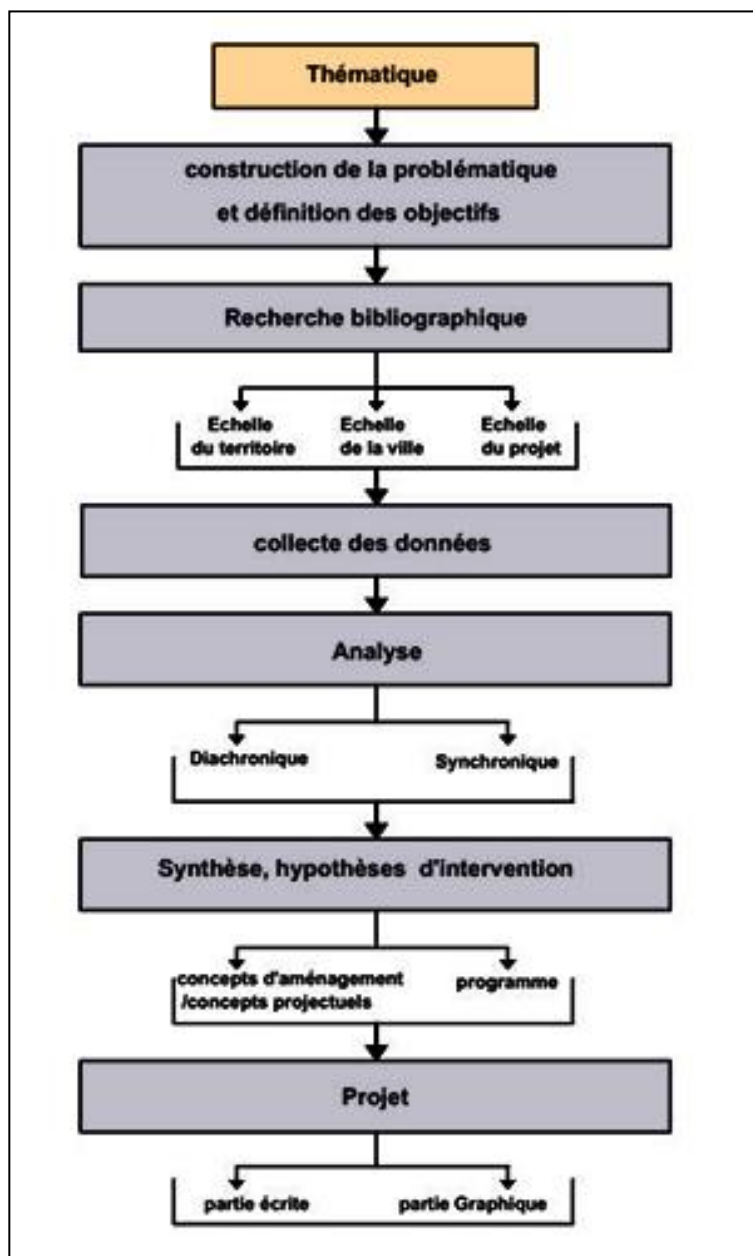 Thématique
construction de la problématique
et définition des objectifs
Recherche bibliographique
Echelle Echelle Echelle
du territoire de la ville du projet
collecte des données
Analyse
Diachronique Synchronique
Synthèse, hypothèses d'intervention
concepts d'aménagement programme
/concepts projectuels
Projet
partie écrite partie Graphique